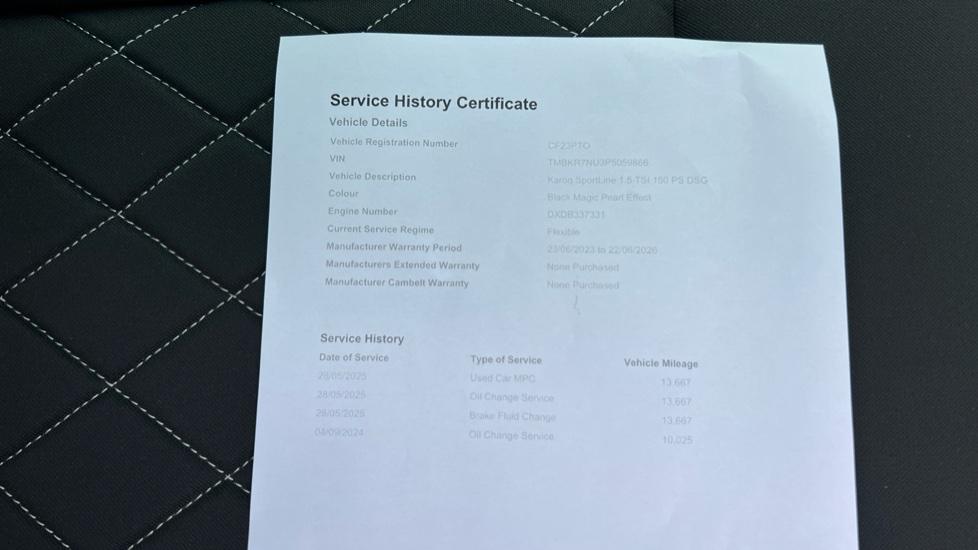 Service History Certificate
Vehicle Details
Vehicle Registration Number CF23PTO
VIN TMBKR7NU3P5059866
Vehicle Description Karoq SportLine 1.5 TSI 150 PS DSG
Colour Black Magic Pearl Effect
Engine Number DXDB337331
Current Service Regime Flexible
Manufacturer Warranty Period 23/06/2023 to 22/06/2026
Manufacturers Extended Warranty None Purchased
Manufacturer Cambelt Warranty None Purchased
Service History
Date of Service Type of Service Vehicle Mileage
28/05/2025 Used Car MPC 13,667
28/05/2025 Oil Change Service 13,667
28/05/2025 Brake Fluid Change 13,667
04/09/2024 Oil Change Service 10,025